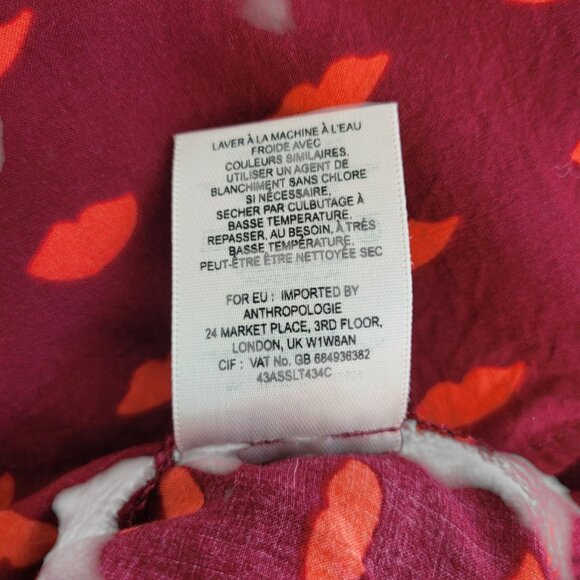 LAVER À LA MACHINE À L'EAU
FROIDE AVEC
COULEURS SIMILAIRES.
UTILISER UN AGENT DE
BLANCHIMENT SANS CHLORE
SI NÉCESSAIRE,
SÉCHER PAR CULBUTAGE À
BASSE TEMPERATURE.
REPASSER, AU BESOIN, À TRÈS
BASSE TEMPÉRATURE.
PEUT-ÊTRE ÊTRE NETTOYÉE SEC
FOR EU : IMPORTED BY
ANTHROPOLOGIE
24 MARKET PLACE, 3RD FLOOR,
LONDON, UK W1W8AN
CIF : VAT No. GB 684936382
43ASSLT434C